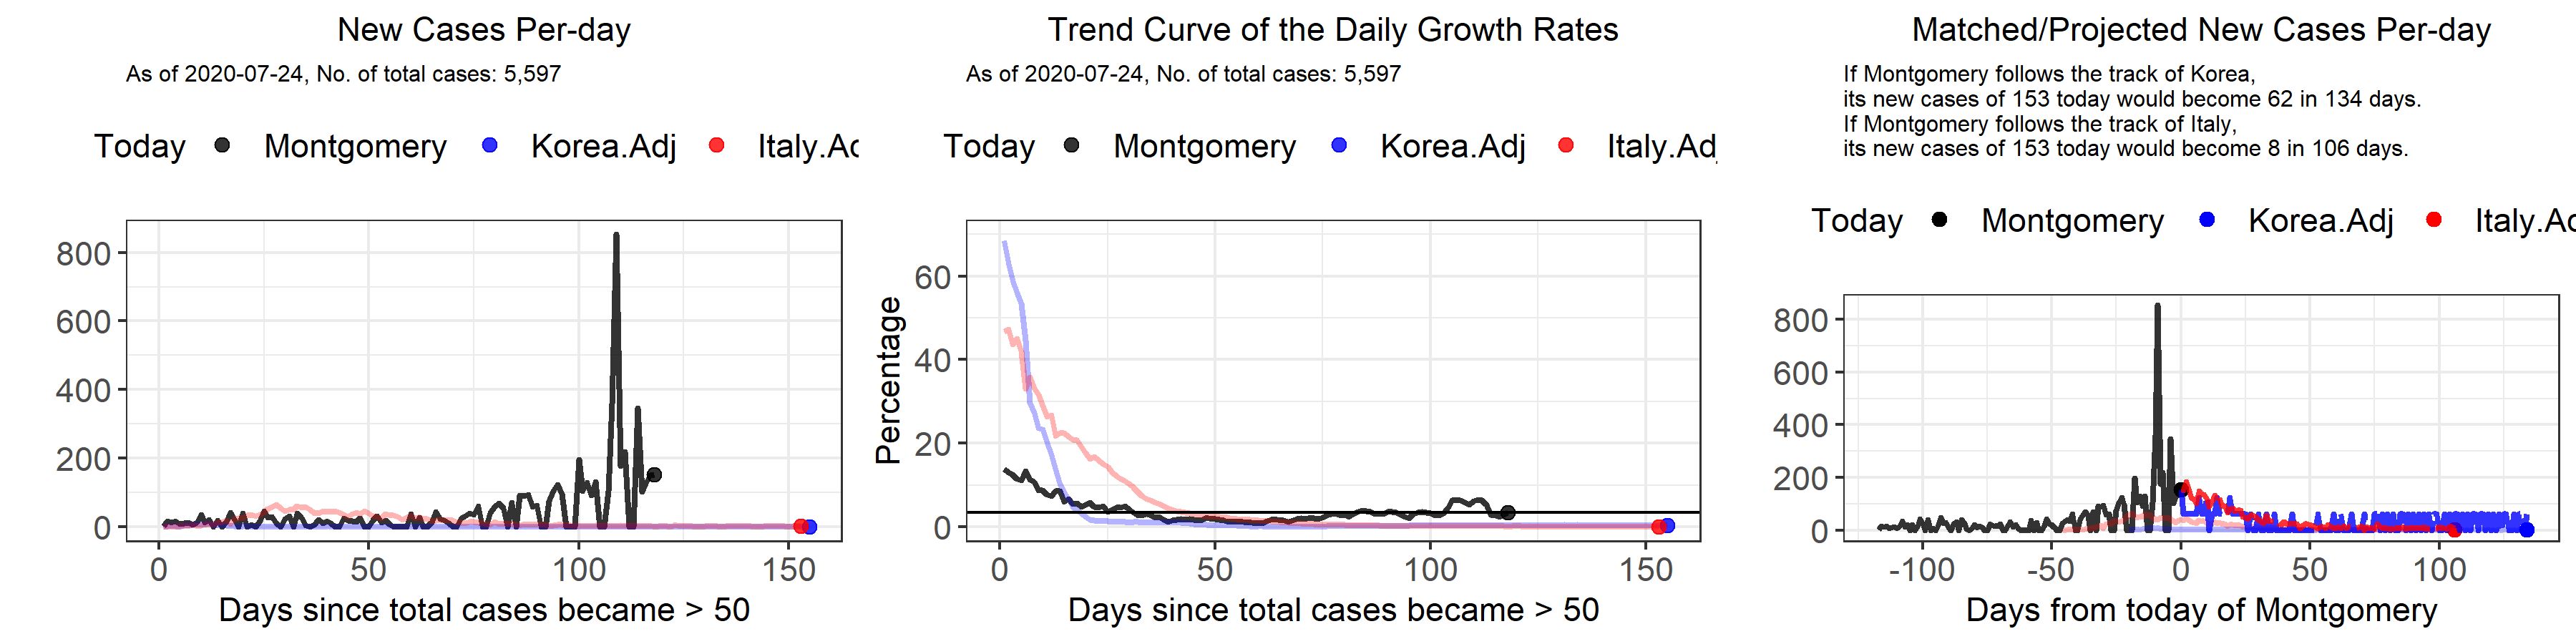 New Cases Per-day
As of 2020-07-24, No. of total cases: 5,597
Today Montgomery Korea.Adj Italy.Ac
800
600
400
200
0
0 50 100 150
Days since total cases became > 50
Trend Curve of the Daily Growth Rates
As of 2020-07-24, No. of total cases: 5,597
Today Montgomery Korea.Adj Italy.Adj
Percentage
60
40
20
0
0 50 100 150
Days since total cases became > 50
Matched/Projected New Cases Per-day
If Montgomery follows the track of Korea,
its new cases of 153 today would become 62 in 134 days.
If Montgomery follows the track of Italy,
its new cases of 153 today would become 8 in 106 days.
Today Montgomery Korea.Adj Italy.Ac
800
600
400
200
0
-100 -50 0 50 100
Days from today of Montgomery